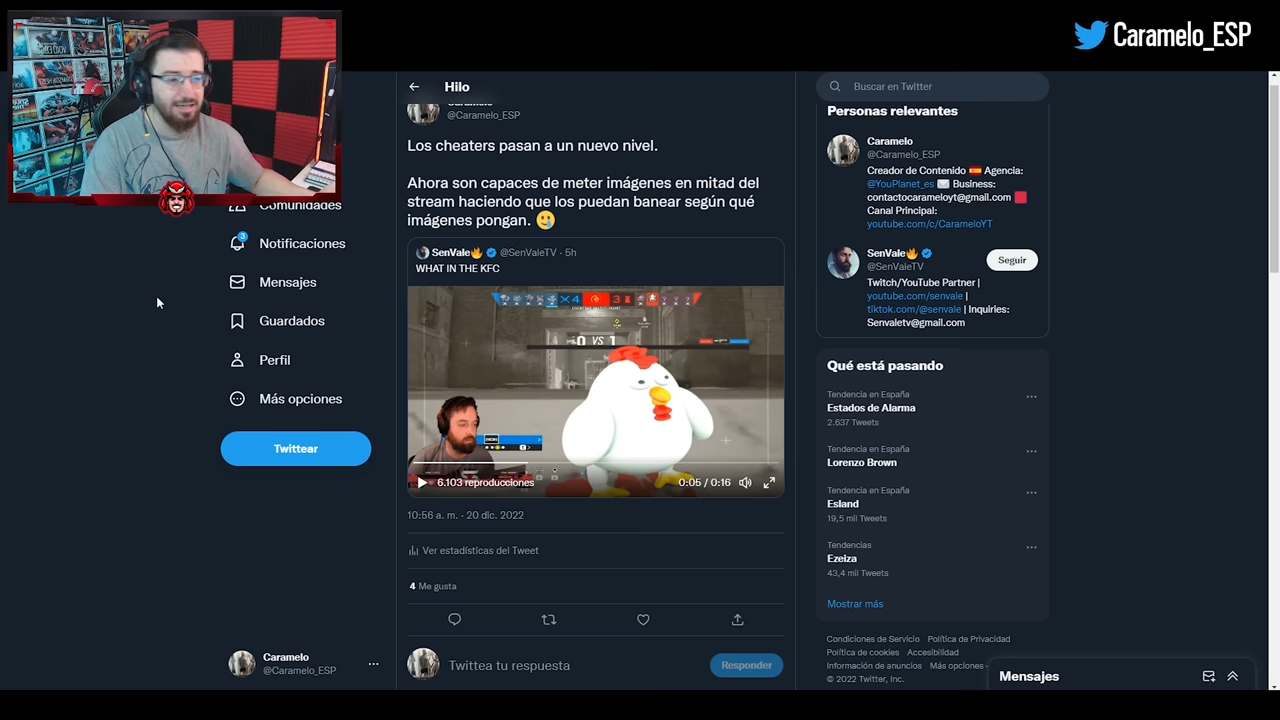 Caramelo_ESP
Hilo
Caramelo
@Caramelo_ESP
Los cheaters pasan a un nuevo nivel.
Ahora son capaces de meter imágenes en mitad del
stream haciendo que los puedan banear según qué
imágenes pongan.
SenVale @SenValeTV · 5h
WHAT IN THE KFC
4 3
0 VS 1
6.103 reproducciones
0:05 / 0:16
10:56 a. m. · 20 dic. 2022
Ver estadísticas del Tweet
4 Me gusta
Twittea tu respuesta
Responder
Comunidades
3
Notificaciones
Mensajes
Guardados
Perfil
Más opciones
Twittear
Caramelo
@Caramelo_ESP
Buscar en Twitter
Personas relevantes
Caramelo
@Caramelo_ESP
Creador de Contenido Agencia:
@YouPlanet_es Business:
contactocarameloyt@gmail.com
Canal Principal:
youtube.com/c/CarameloYT
SenVale
@SenValeTV
Seguir
Twitch/YouTube Partner |
youtube.com/senvale |
tiktok.com/@senvale | Inquiries:
Senvaletv@gmail.com
Qué está pasando
Tendencia en España
Estados de Alarma
2.637 Tweets
Tendencia en España
Lorenzo Brown
Tendencia en España
Esland
19,5 mil Tweets
Tendencias
Ezeiza
43,4 mil Tweets
Mostrar más
Condiciones de Servicio Política de Privacidad
Política de cookies Accesibilidad
Información de anuncios Más opciones
© 2022 Twitter, Inc.
Mensajes